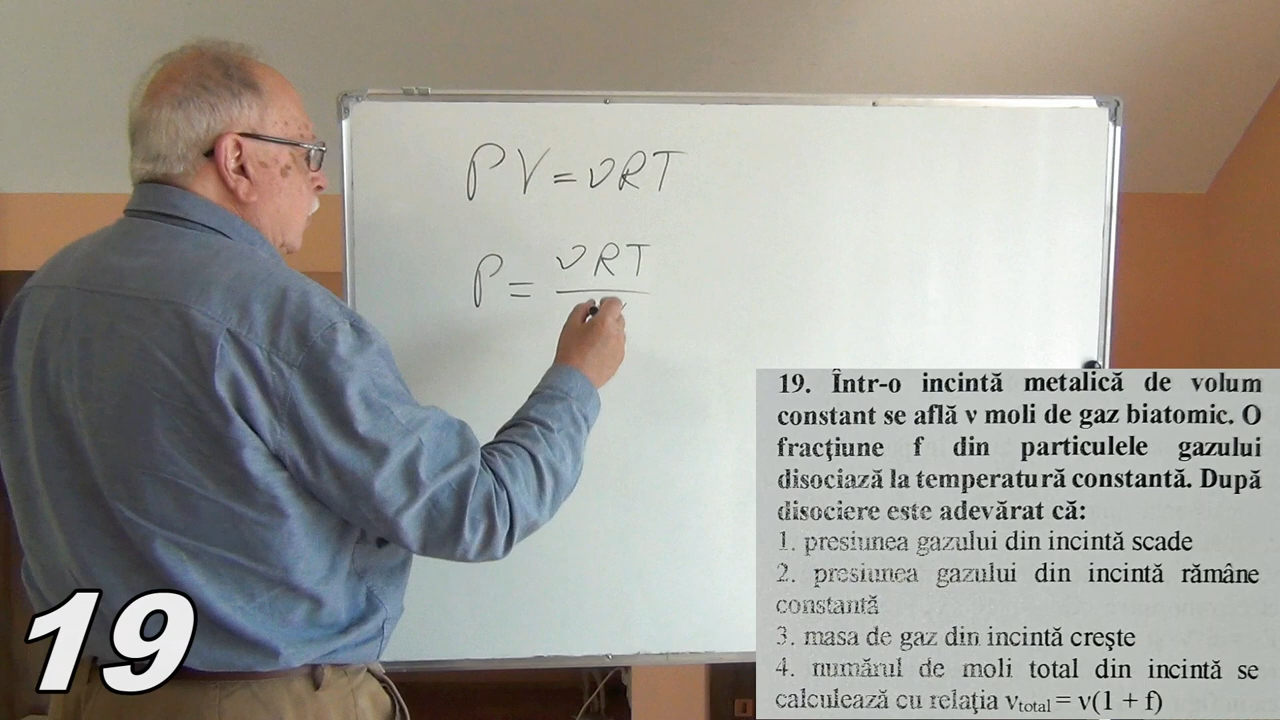 PV=νRT
P=νRT
19. Într-o incintă metalică de volum
constant se află ν moli de gaz biatomic. O
fracţiune f din particulele gazului
disociază la temperatură constantă. După
disociere este adevărat că:
1. presiunea gazului din incintă scade
2. presiunea gazului din incintă rămâne
constantă
3. masa de gaz din incintă creşte
4. numărul de moli total din incintă se
calculează cu relaţia νtotal = ν(1 + f)
19